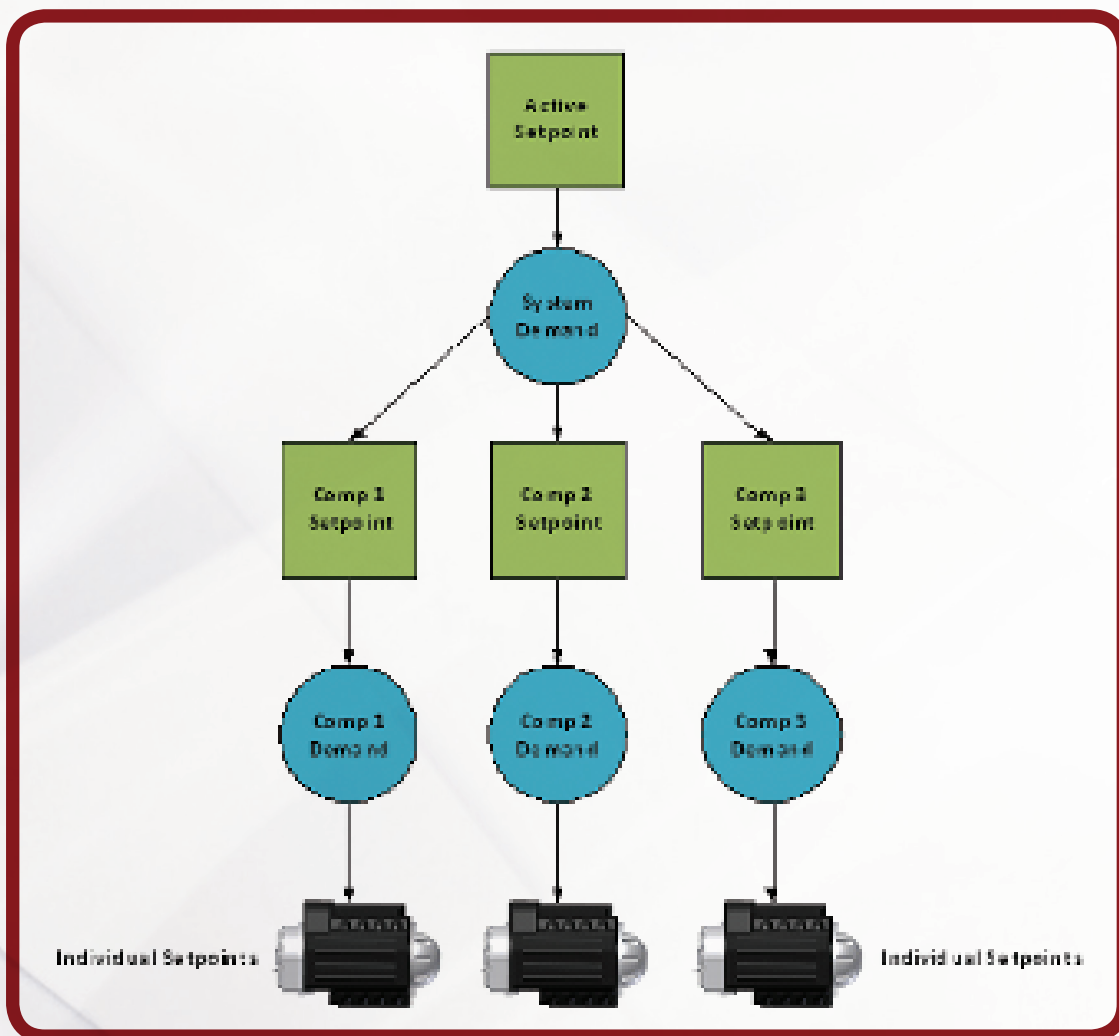 Active
Setpoint
System
Demand
Comp 1
Setpoint
Comp 2
Setpoint
Comp 3
Setpoint
Comp 1
Demand
Comp 2
Demand
Comp 3
Demand
Individual Setpoints
Individual Setpoints